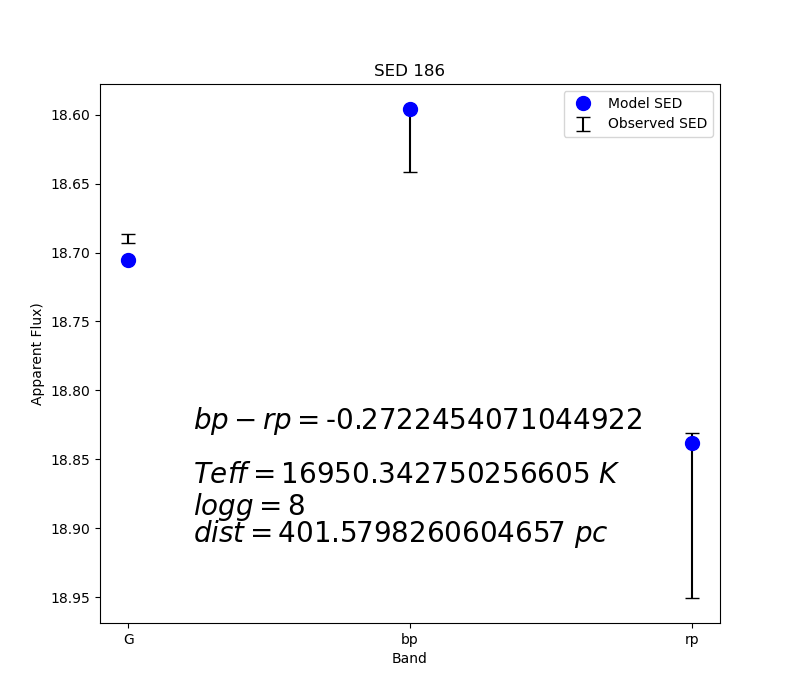 SED 186
Model SED
Observed SED
Apparent Flux)
18.60
18.65
18.70
18.75
18.80
18.85
18.90
18.95
bp − rp = -0.2722454071044922
Teff = 16950.342750256605 K
logg = 8
dist = 401.5798260604657 pc
G bp rp
Band